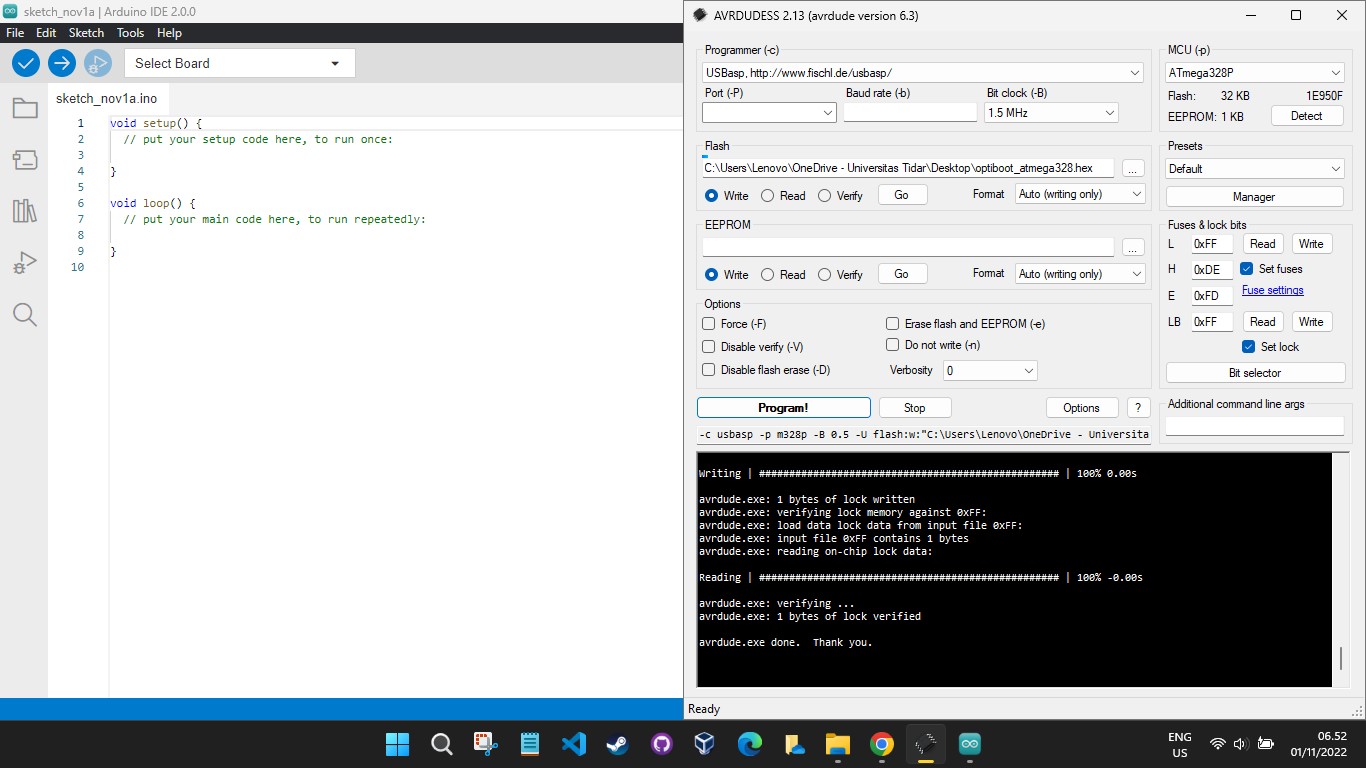 sketch_nov1a | Arduino IDE 2.0.0
File Edit Sketch Tools Help
Select Board
sketch_nov1a.ino
1 void setup() {
2 // put your setup code here, to run once:
3
4 }
5
6 void loop() {
7 // put your main code here, to run repeatedly:
8
9 }
10
AVRDUDESS 2.13 (avrdude version 6.3)
Programmer (-c)
USBasp, http://www.fischl.de/usbasp/
Port (-P) Baud rate (-b) Bit clock (-B)
1.5 MHz
MCU (-p)
ATmega328P
Flash: 32 KB 1E950F
EEPROM: 1 KB Detect
Flash
C:\Users\Lenovo\OneDrive - Universitas Tidar\Desktop\optiboot_atmega328.hex ...
Write Read Verify Go Format Auto (writing only)
Presets
Default
Manager
EEPROM
...
Write Read Verify Go Format Auto (writing only)
Fuses & lock bits
L 0xFF Read Write
H 0xDE Set fuses
E 0xFD Fuse settings
LB 0xFF Read Write
Set lock
Bit selector
Options
Force (-F) Erase flash and EEPROM (-e)
Disable verify (-V) Do not write (-n)
Disable flash erase (-D) Verbosity 0
Program! Stop Options ?
Additional command line args
-c usbasp -p m328p -B 0.5 -U flash:w:"C:\Users\Lenovo\OneDrive - Universita
Writing | ################################################## | 100% 0.00s
avrdude.exe: 1 bytes of lock written
avrdude.exe: verifying lock memory against 0xFF:
avrdude.exe: load data lock data from input file 0xFF:
avrdude.exe: input file 0xFF contains 1 bytes
avrdude.exe: reading on-chip lock data:
Reading | ################################################## | 100% -0.00s
avrdude.exe: verifying ...
avrdude.exe: 1 bytes of lock verified
avrdude.exe done.  Thank you.
Ready
ENG
US
06.52
01/11/2022